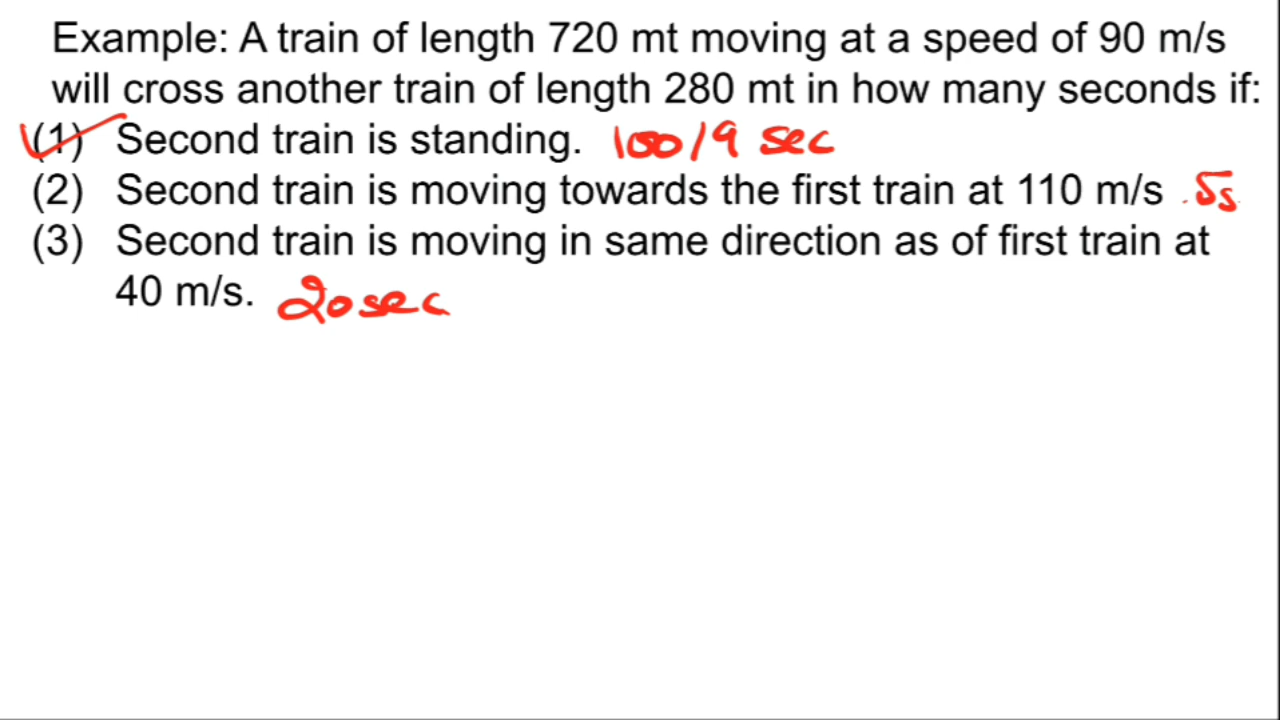 Example: A train of length 720 mt moving at a speed of 90 m/s
will cross another train of length 280 mt in how many seconds if:
(1) Second train is standing. 100/9 sec
(2) Second train is moving towards the first train at 110 m/s 5s
(3) Second train is moving in same direction as of first train at
40 m/s. 20 sec